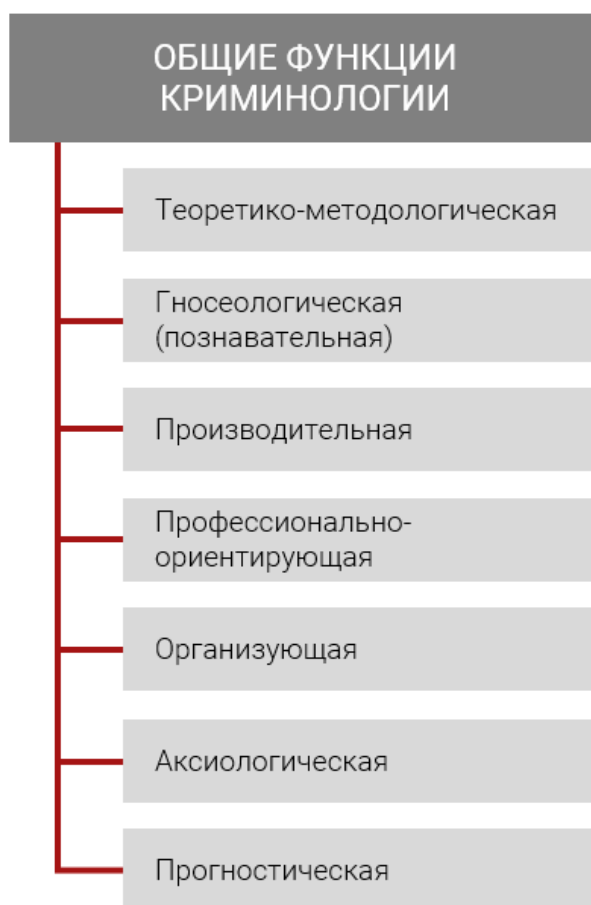 ОБЩИЕ ФУНКЦИИ
КРИМИНОЛОГИИ
Теоретико-методологическая
Гносеологическая
(познавательная)
Производительная
Профессионально-
ориентирующая
Организующая
Аксиологическая
Прогностическая